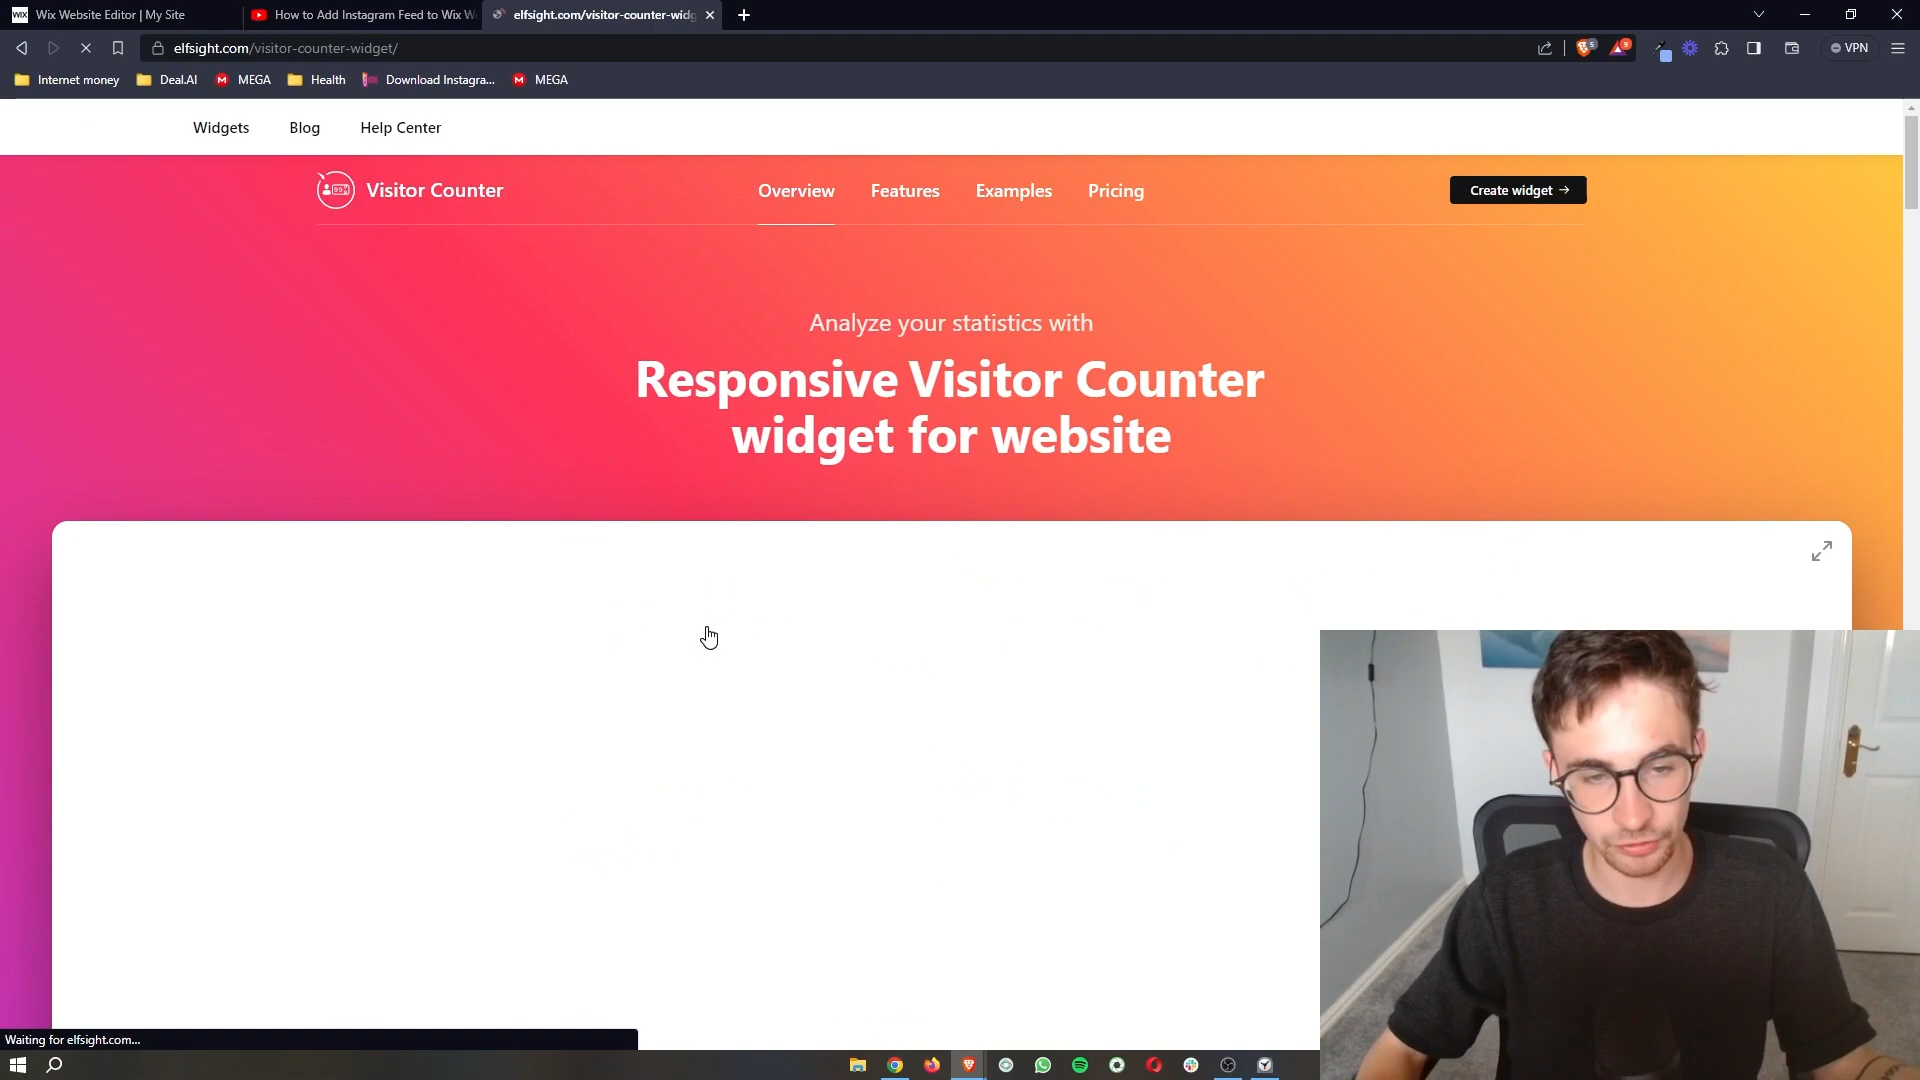 WIX Wix Website Editor | My Site
How to Add Instagram Feed to Wix W
elfsight.com/visitor-counter-widg
elfsight.com/visitor-counter-widget/
VPN
Internet money
Deal.AI
M MEGA
Health
Download Instagra...
M MEGA
Widgets
Blog
Help Center
Visitor Counter
Overview
Features
Examples
Pricing
Create widget →
Analyze your statistics with
Responsive Visitor Counter
widget for website
Waiting for elfsight.com...